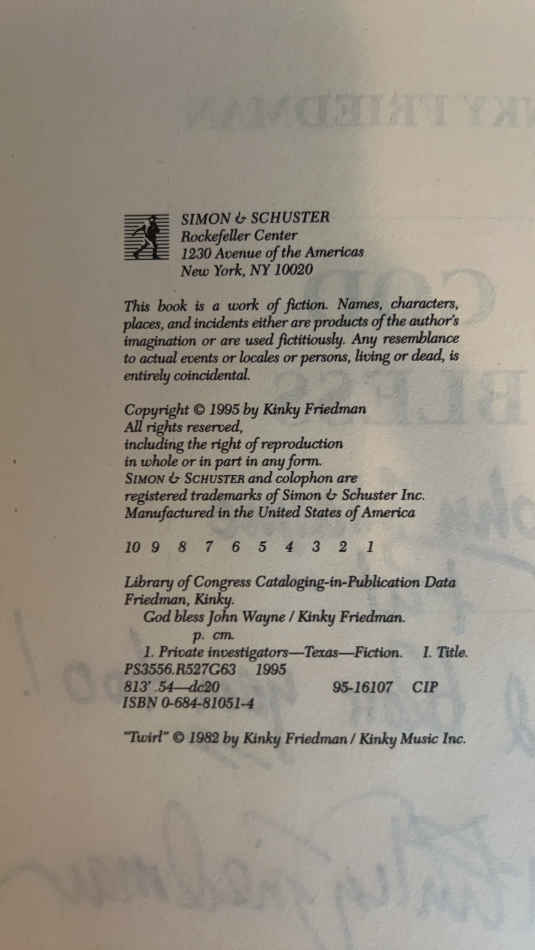 SIMON & SCHUSTER
Rockefeller Center
1230 Avenue of the Americas
New York, NY 10020
This book is a work of fiction. Names, characters,
places, and incidents either are products of the author's
imagination or are used fictitiously. Any resemblance
to actual events or locales or persons, living or dead, is
entirely coincidental.
Copyright © 1995 by Kinky Friedman
All rights reserved,
including the right of reproduction
in whole or in part in any form.
SIMON & SCHUSTER and colophon are
registered trademarks of Simon & Schuster Inc.
Manufactured in the United States of America
10 9 8 7 6 5 4 3 2 1
Library of Congress Cataloging-in-Publication Data
Friedman, Kinky.
God bless John Wayne / Kinky Friedman.
p. cm.
1. Private investigators—Texas—Fiction. I. Title.
PS3556.R527G63 1995
813'.54—dc20 95-16107 CIP
ISBN 0-684-81051-4
"Twirl" © 1982 by Kinky Friedman / Kinky Music Inc.